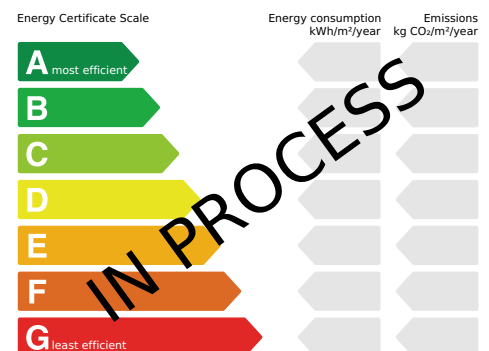 Energy Certificate Scale
Energy consumption
kWh/m²/year
Emissions
kg CO₂/m²/year
A most efficient
B
C
D
E
F
G least efficient
IN PROCESS